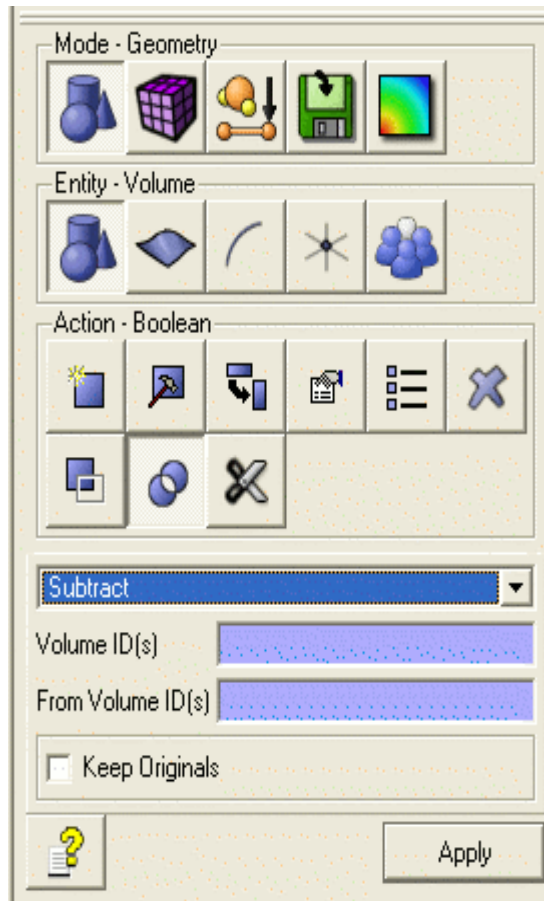 Mode - Geometry
Entity - Volume
Action - Boolean
Subtract
Volume ID(s)
From Volume ID(s)
Keep Originals
Apply